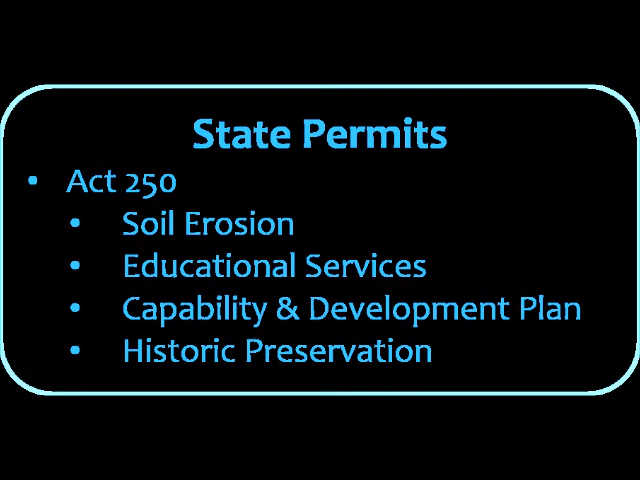 State Permits
• Act 250
• Soil Erosion
• Educational Services
• Capability & Development Plan
• Historic Preservation